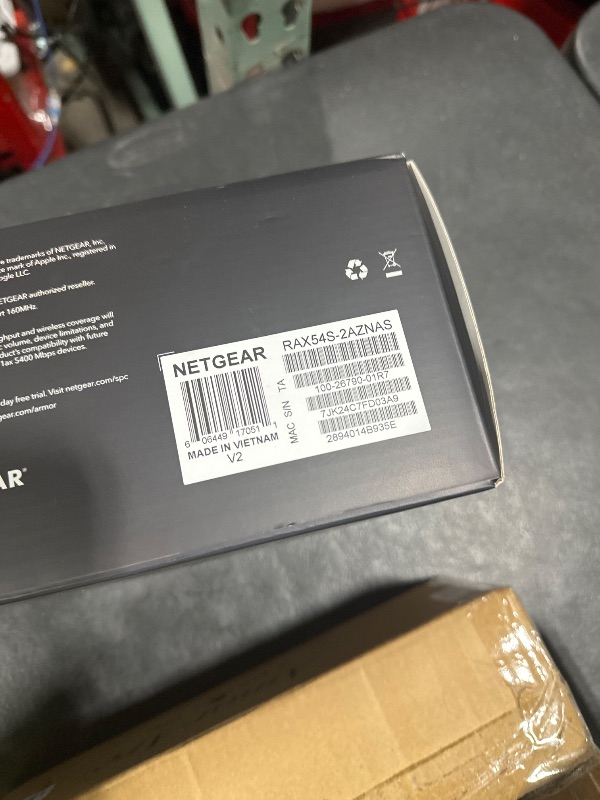 e trademarks of NETGEAR, Inc.
e mark of Apple Inc., registered in
ogle LLC.
ETGEAR authorized reseller.
rt 160MHz.
ghput and wireless coverage will
c volume, device limitations, and
duct's compatibility with future
1ax 5400 Mbps devices.
day free trial. Visit netgear.com/spc
gear.com/armor
AR®
NETGEAR
RAX54S-2AZNAS
TA
100-26780-01R7
S/N
7JK24C7FD03A9
MAC
2894014B935E
6 06449 17051 1
MADE IN VIETNAM
V2